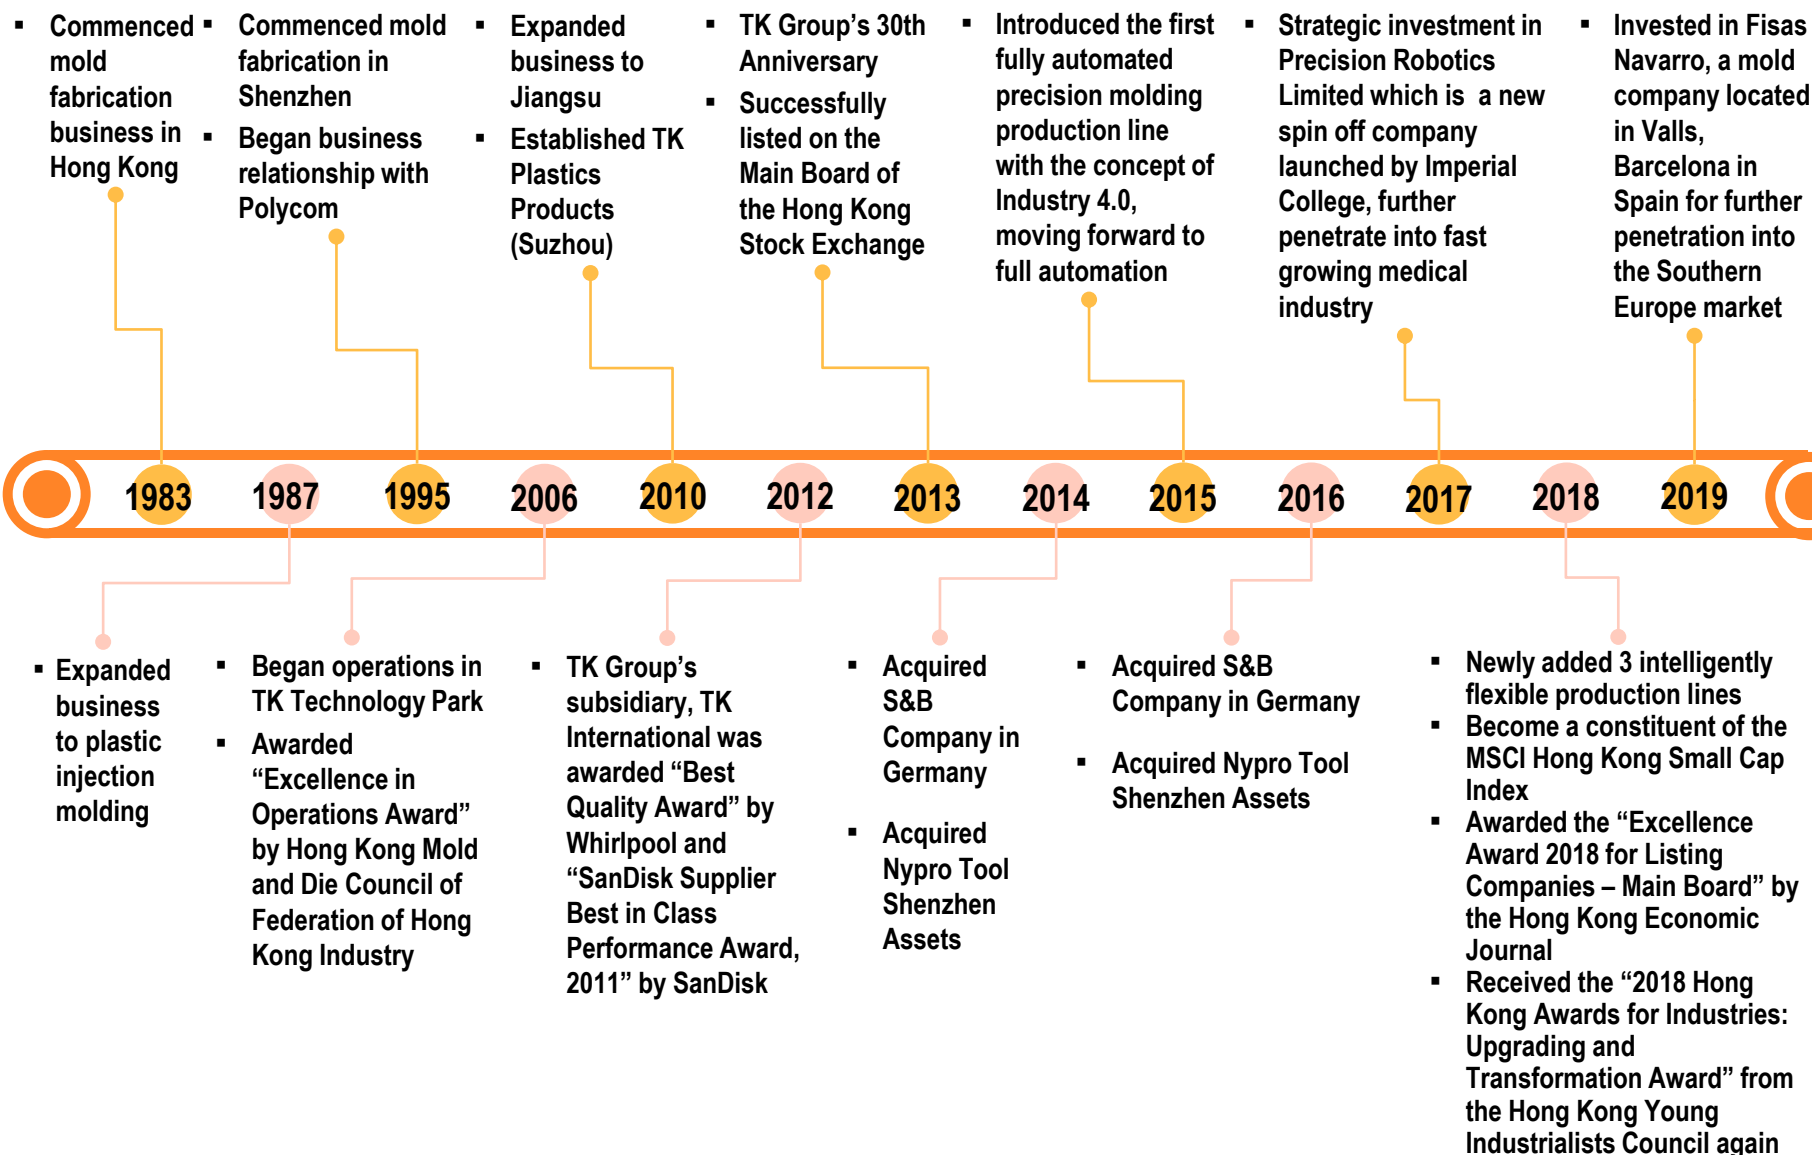 ▪ Commenced
mold
fabrication
business in
Hong Kong
▪ Commenced mold
fabrication in
Shenzhen
▪ Began business
relationship with
Polycom
▪ Expanded
business to
Jiangsu
▪ Established TK
Plastics
Products
(Suzhou)
▪ TK Group’s 30th
Anniversary
▪ Successfully
listed on the
Main Board of
the Hong Kong
Stock Exchange
▪ Introduced the first
fully automated
precision molding
production line
with the concept of
Industry 4.0,
moving forward to
full automation
▪ Strategic investment in
Precision Robotics
Limited which is a new
spin off company
launched by Imperial
College, further
penetrate into fast
growing medical
industry
▪ Invested in Fisas
Navarro, a mold
company located
in Valls,
Barcelona in
Spain for further
penetration into
the Southern
Europe market
1983 1987 1995 2006 2010 2012 2013 2014 2015 2016 2017 2018 2019
▪ Expanded
business
to plastic
injection
molding
▪ Began operations in
TK Technology Park
▪ Awarded
“Excellence in
Operations Award”
by Hong Kong Mold
and Die Council of
Federation of Hong
Kong Industry
▪ TK Group’s
subsidiary, TK
International was
awarded “Best
Quality Award” by
Whirlpool and
“SanDisk Supplier
Best in Class
Performance Award,
2011” by SanDisk
▪ Acquired
S&B
Company in
Germany
▪ Acquired
Nypro Tool
Shenzhen
Assets
▪ Acquired S&B
Company in Germany
▪ Acquired Nypro Tool
Shenzhen Assets
▪ Newly added 3 intelligently
flexible production lines
▪ Become a constituent of the
MSCI Hong Kong Small Cap
Index
▪ Awarded the “Excellence
Award 2018 for Listing
Companies – Main Board” by
the Hong Kong Economic
Journal
▪ Received the “2018 Hong
Kong Awards for Industries:
Upgrading and
Transformation Award” from
the Hong Kong Young
Industrialists Council again